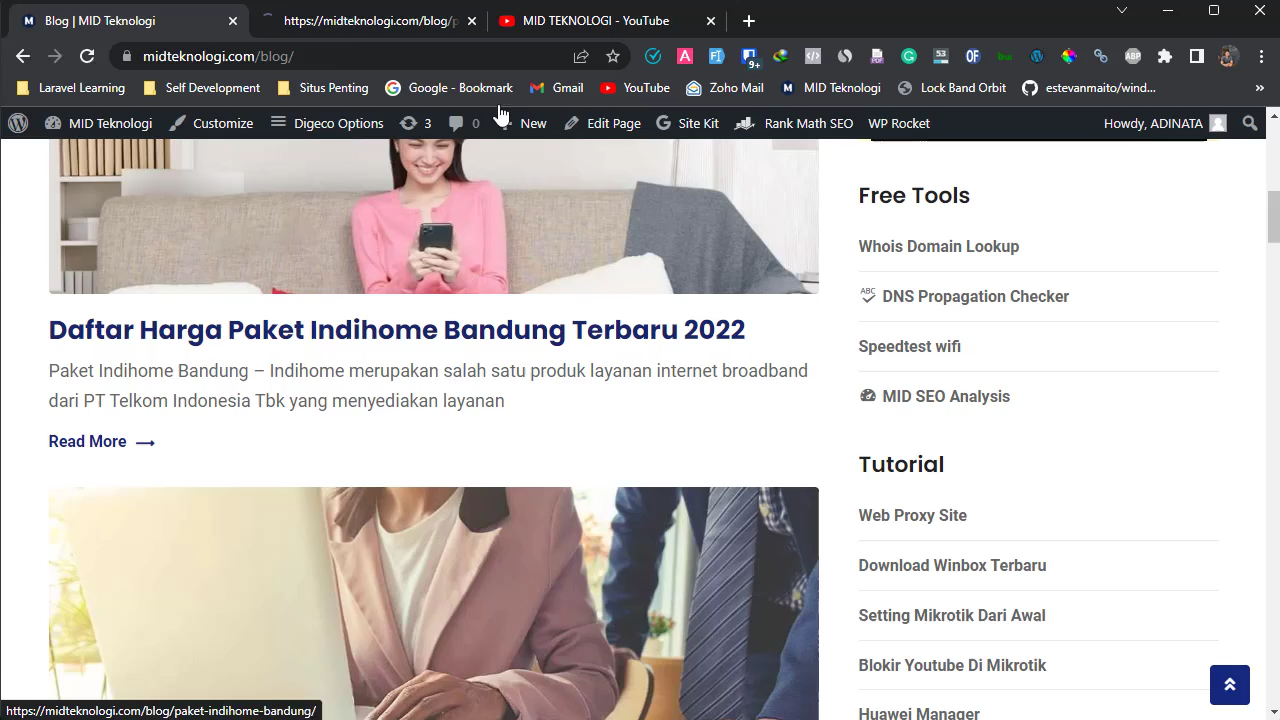 Blog | MID Teknologi
https://midteknologi.com/blog/p
MID TEKNOLOGI - YouTube
midteknologi.com/blog/
9+
53
OF
ABP
Laravel Learning
Self Development
Situs Penting
Google - Bookmark
Gmail
YouTube
Zoho Mail
MID Teknologi
Lock Band Orbit
estevanmaito/wind...
MID Teknologi
Customize
Digeco Options
3
0
New
Edit Page
Site Kit
Rank Math SEO
WP Rocket
Howdy, ADINATA
Daftar Harga Paket Indihome Bandung Terbaru 2022
Paket Indihome Bandung – Indihome merupakan salah satu produk layanan internet broadband
dari PT Telkom Indonesia Tbk yang menyediakan layanan
Read More
Free Tools
Whois Domain Lookup
DNS Propagation Checker
Speedtest wifi
MID SEO Analysis
Tutorial
Web Proxy Site
Download Winbox Terbaru
Setting Mikrotik Dari Awal
Blokir Youtube Di Mikrotik
Huawei Manager
https://midteknologi.com/blog/paket-indihome-bandung/